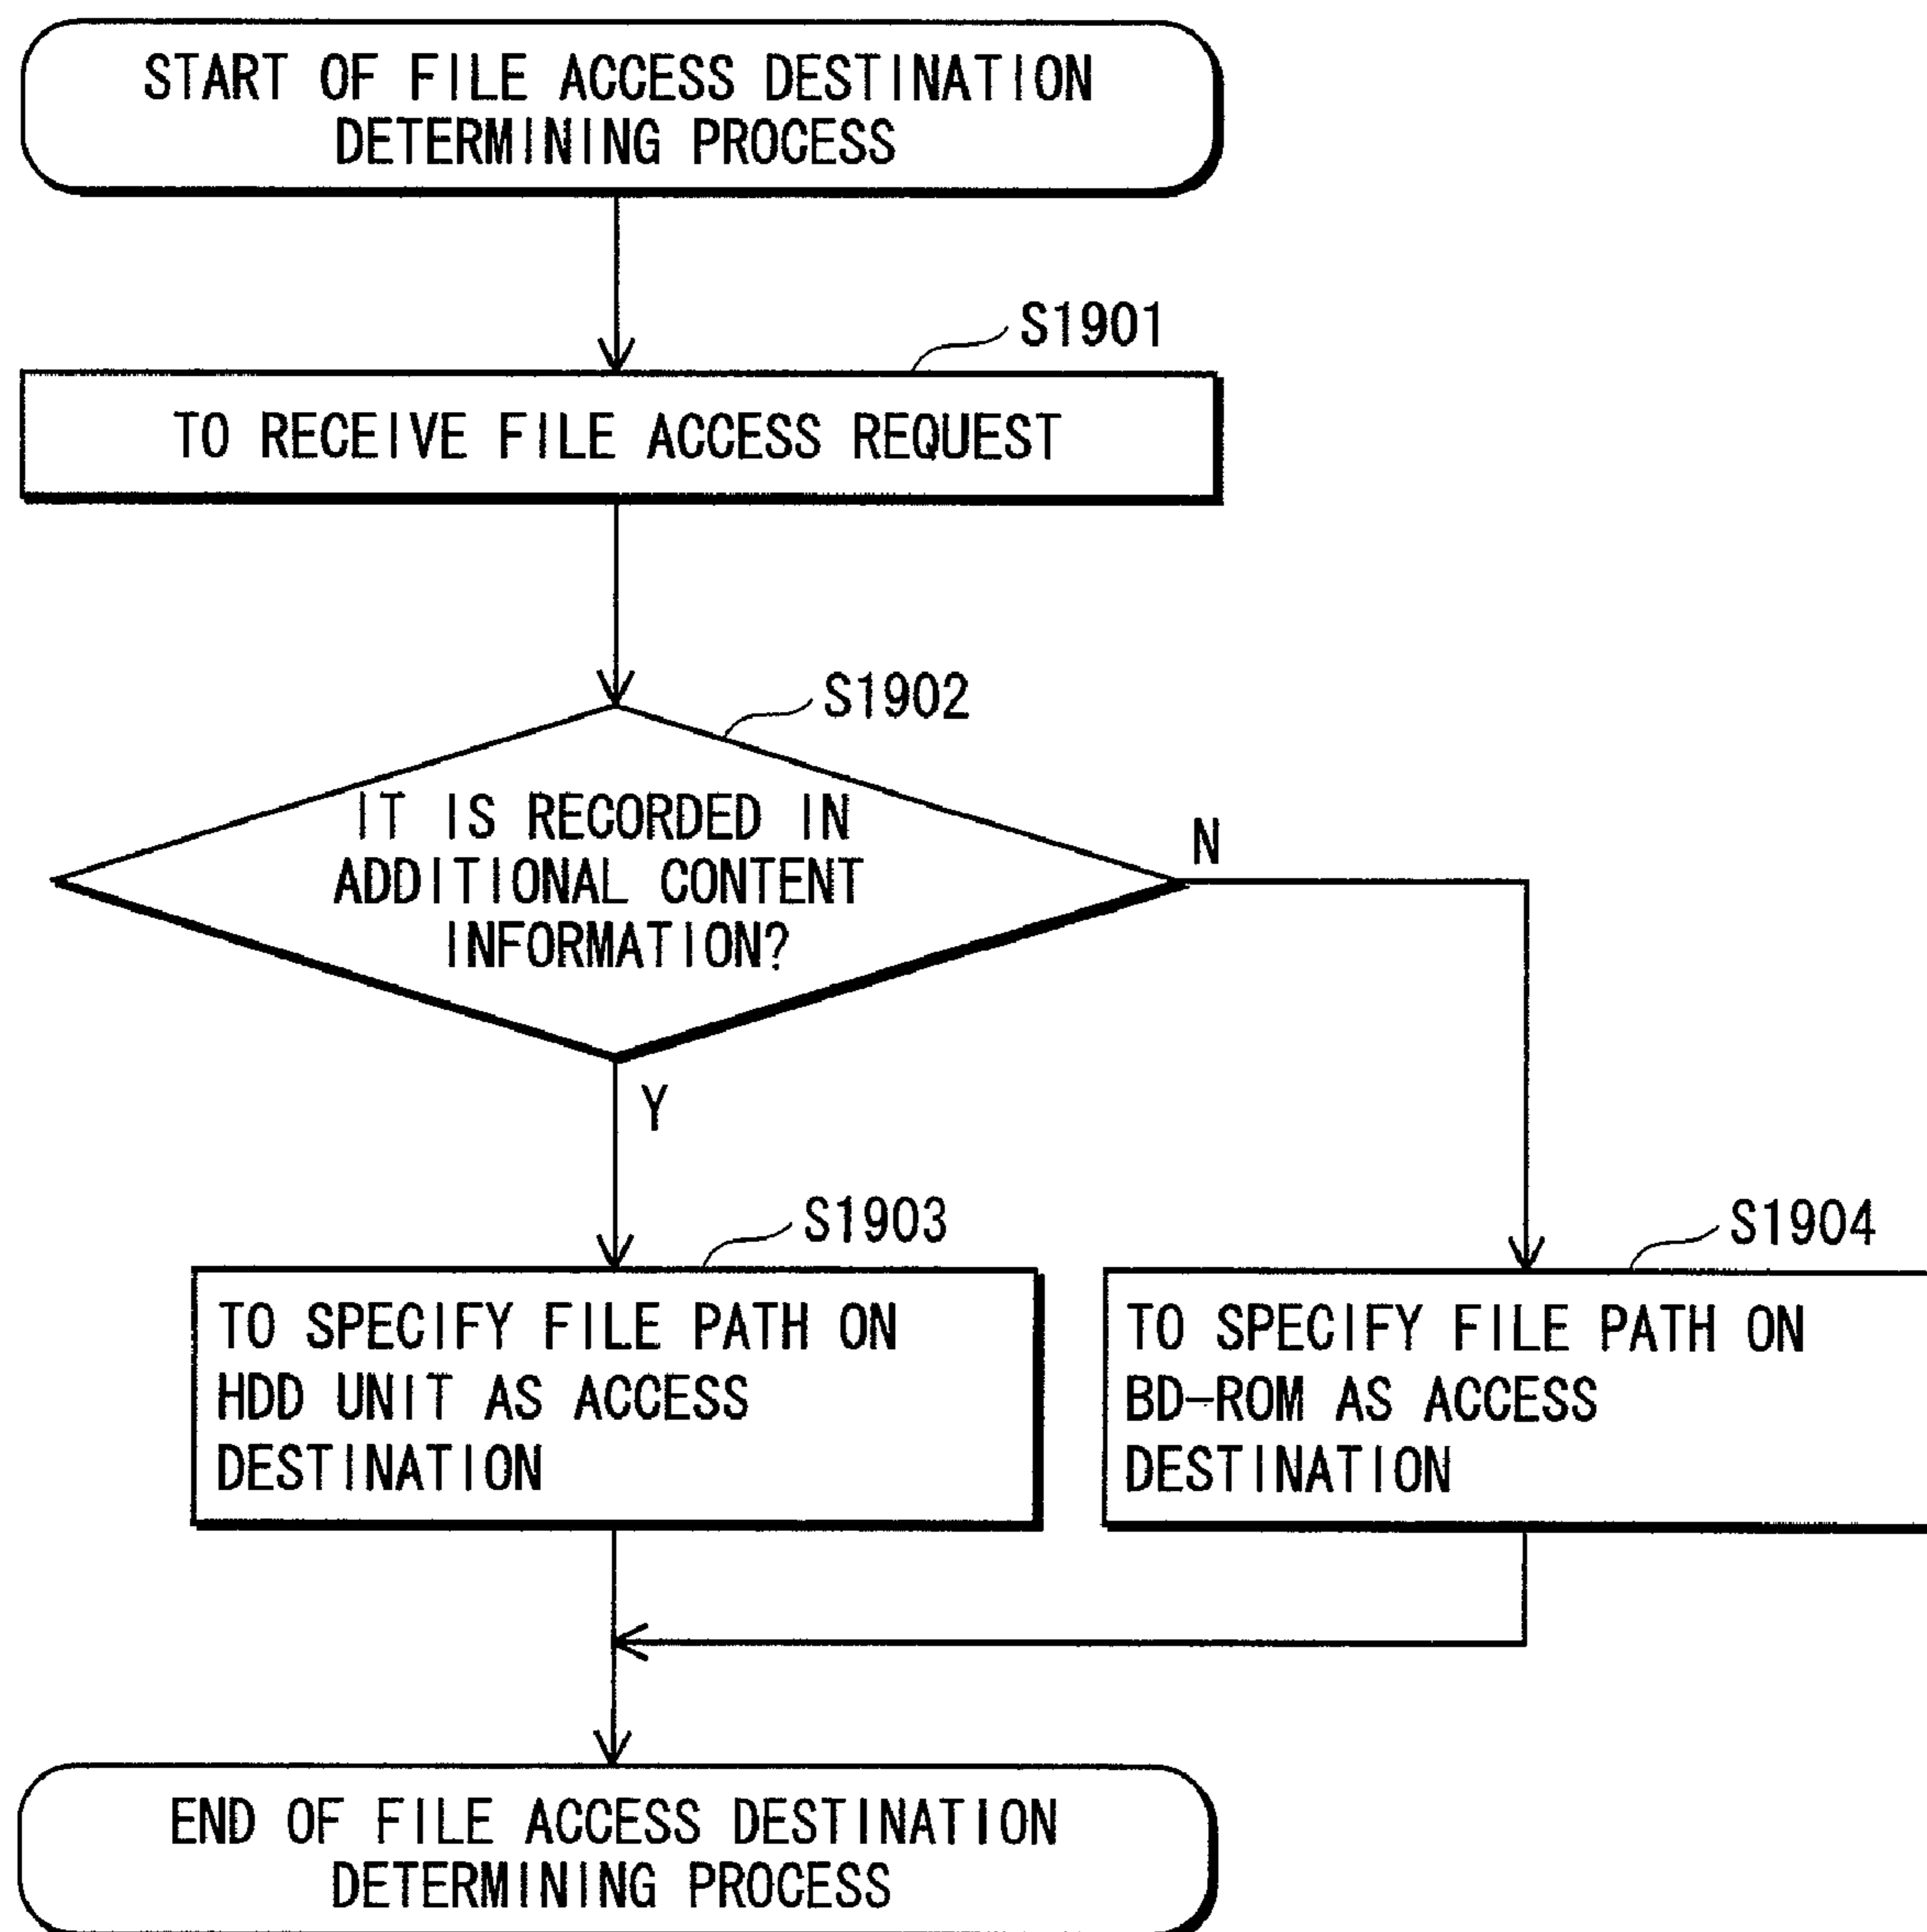 START OF FILE ACCESS DESTINATION
DETERMINING PROCESS
S1901
TO RECEIVE FILE ACCESS REQUEST
S1902
IT IS RECORDED IN
ADDITIONAL CONTENT
INFORMATION?
N
Y
S1903
TO SPECIFY FILE PATH ON
HDD UNIT AS ACCESS
DESTINATION
S1904
TO SPECIFY FILE PATH ON
BD-ROM AS ACCESS
DESTINATION
END OF FILE ACCESS DESTINATION
DETERMINING PROCESS